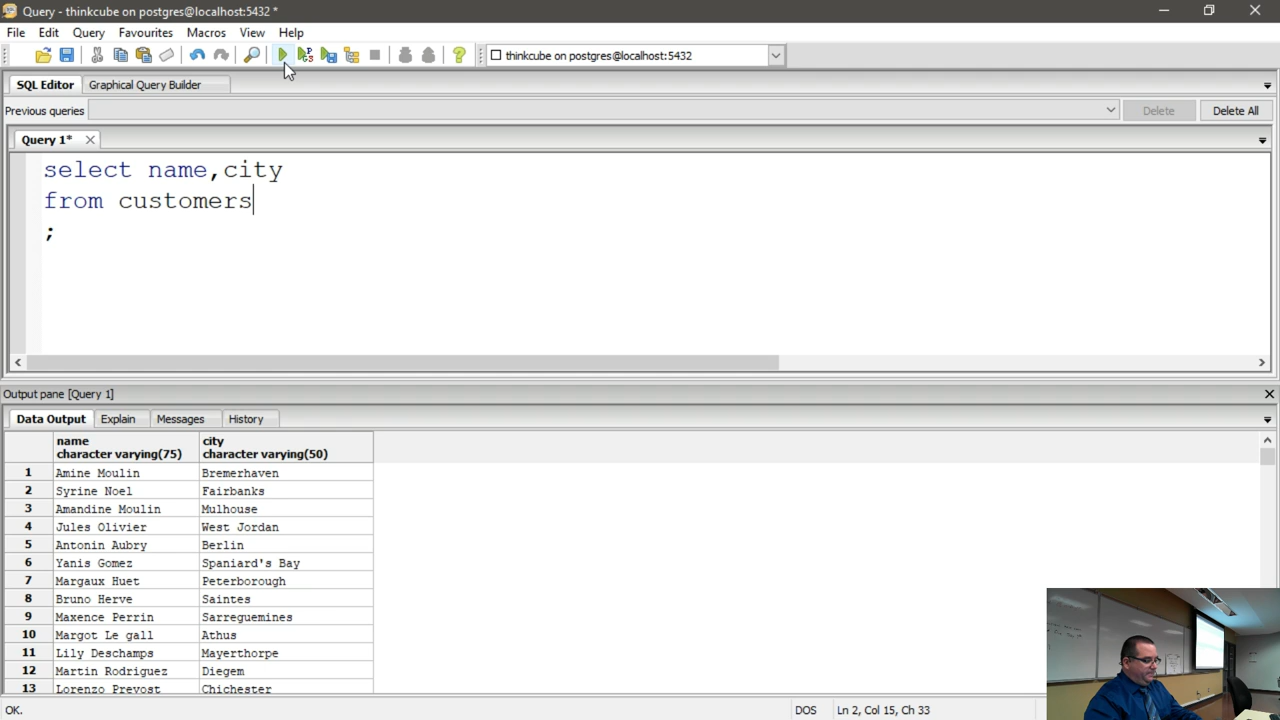 Query - thinkcube on postgres@localhost:5432 *
File Edit Query Favourites Macros View Help
thinkcube on postgres@localhost:5432
SQL Editor Graphical Query Builder
Previous queries Delete Delete All
Query 1*
select name,city
from customers
;
Output pane [Query 1]
Data Output Explain Messages History
name city
character varying(75) character varying(50)
1 Amine Moulin Bremerhaven
2 Syrine Noel Fairbanks
3 Amandine Moulin Mulhouse
4 Jules Olivier West Jordan
5 Antonin Aubry Berlin
6 Yanis Gomez Spaniard's Bay
7 Margaux Huet Peterborough
8 Bruno Herve Saintes
9 Maxence Perrin Sarreguemines
10 Margot Le gall Athus
11 Lily Deschamps Mayerthorpe
12 Martin Rodriguez Diegem
13 Lorenzo Prevost Chichester
OK. DOS Ln 2, Col 15, Ch 33